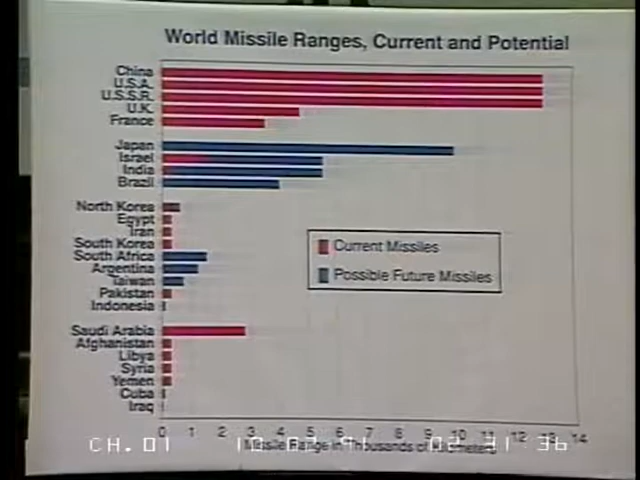 World Missile Ranges, Current and Potential
China
U.S.A.
U.S.S.R.
U.K.
France
Japan
Israel
India
Brazil
North Korea
Egypt
Iran
South Korea
South Africa
Argentina
Taiwan
Pakistan
Indonesia
Saudi Arabia
Afghanistan
Libya
Syria
Yemen
Cuba
Iraq
Current Missiles
Possible Future Missiles
0 1 2 3 4 5 6 7 8 9 10 11 12 13 14
Missile Range in Thousands of Kilometers
CH.01